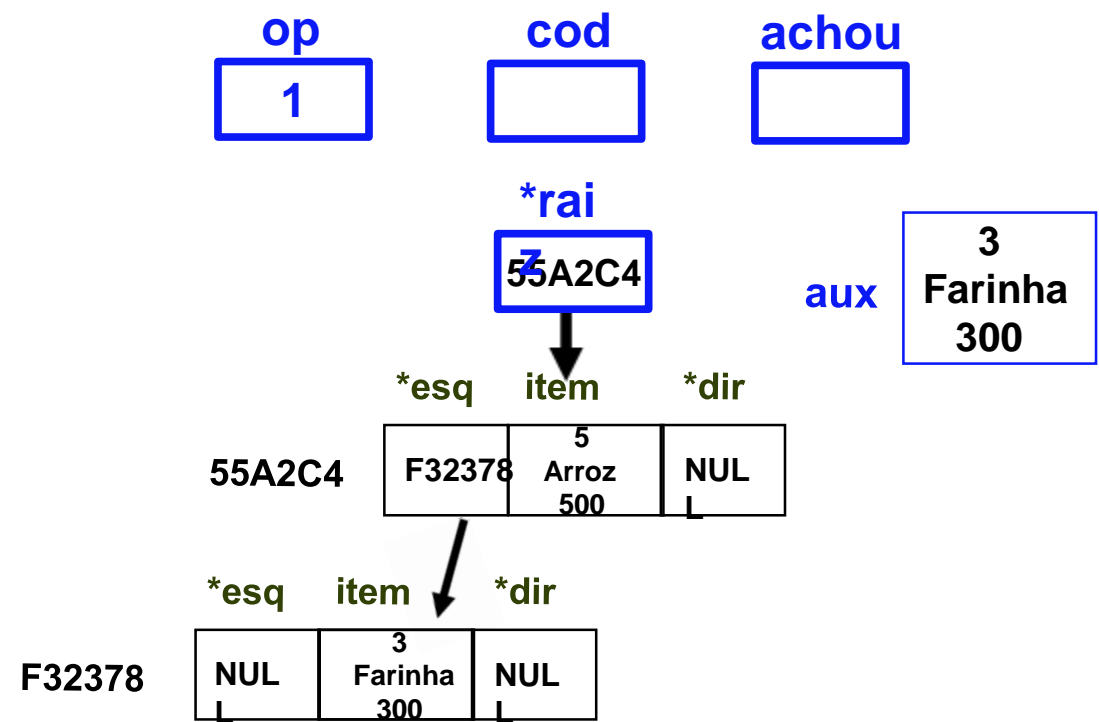 op cod achou
1
*rai
z
55A2C4
aux
3
Farinha
300
*esq item *dir
55A2C4
F32378
5
Arroz
500
NUL
L
*esq item *dir
F32378
NUL
L
3
Farinha
300
NUL
L